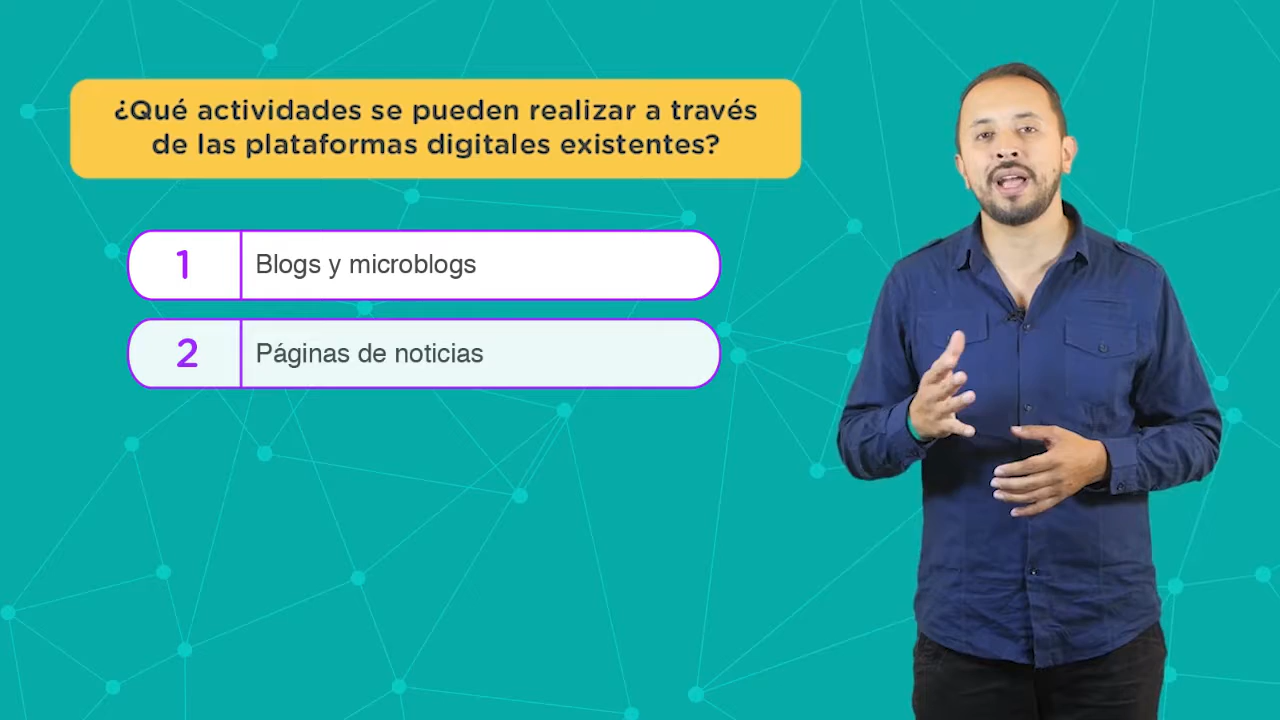 ¿Qué actividades se pueden realizar a través
de las plataformas digitales existentes?
1 Blogs y microblogs
2 Páginas de noticias